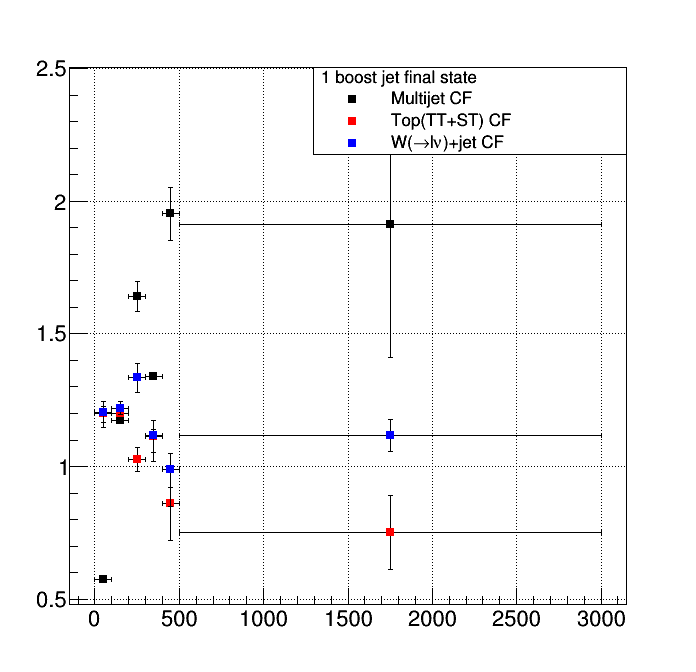 2.5
1 boost jet final state
Multijet CF
Top(TT+ST) CF
W(→lν)+jet CF
2
1.5
1
0.5
0 500 1000 1500 2000 2500 3000